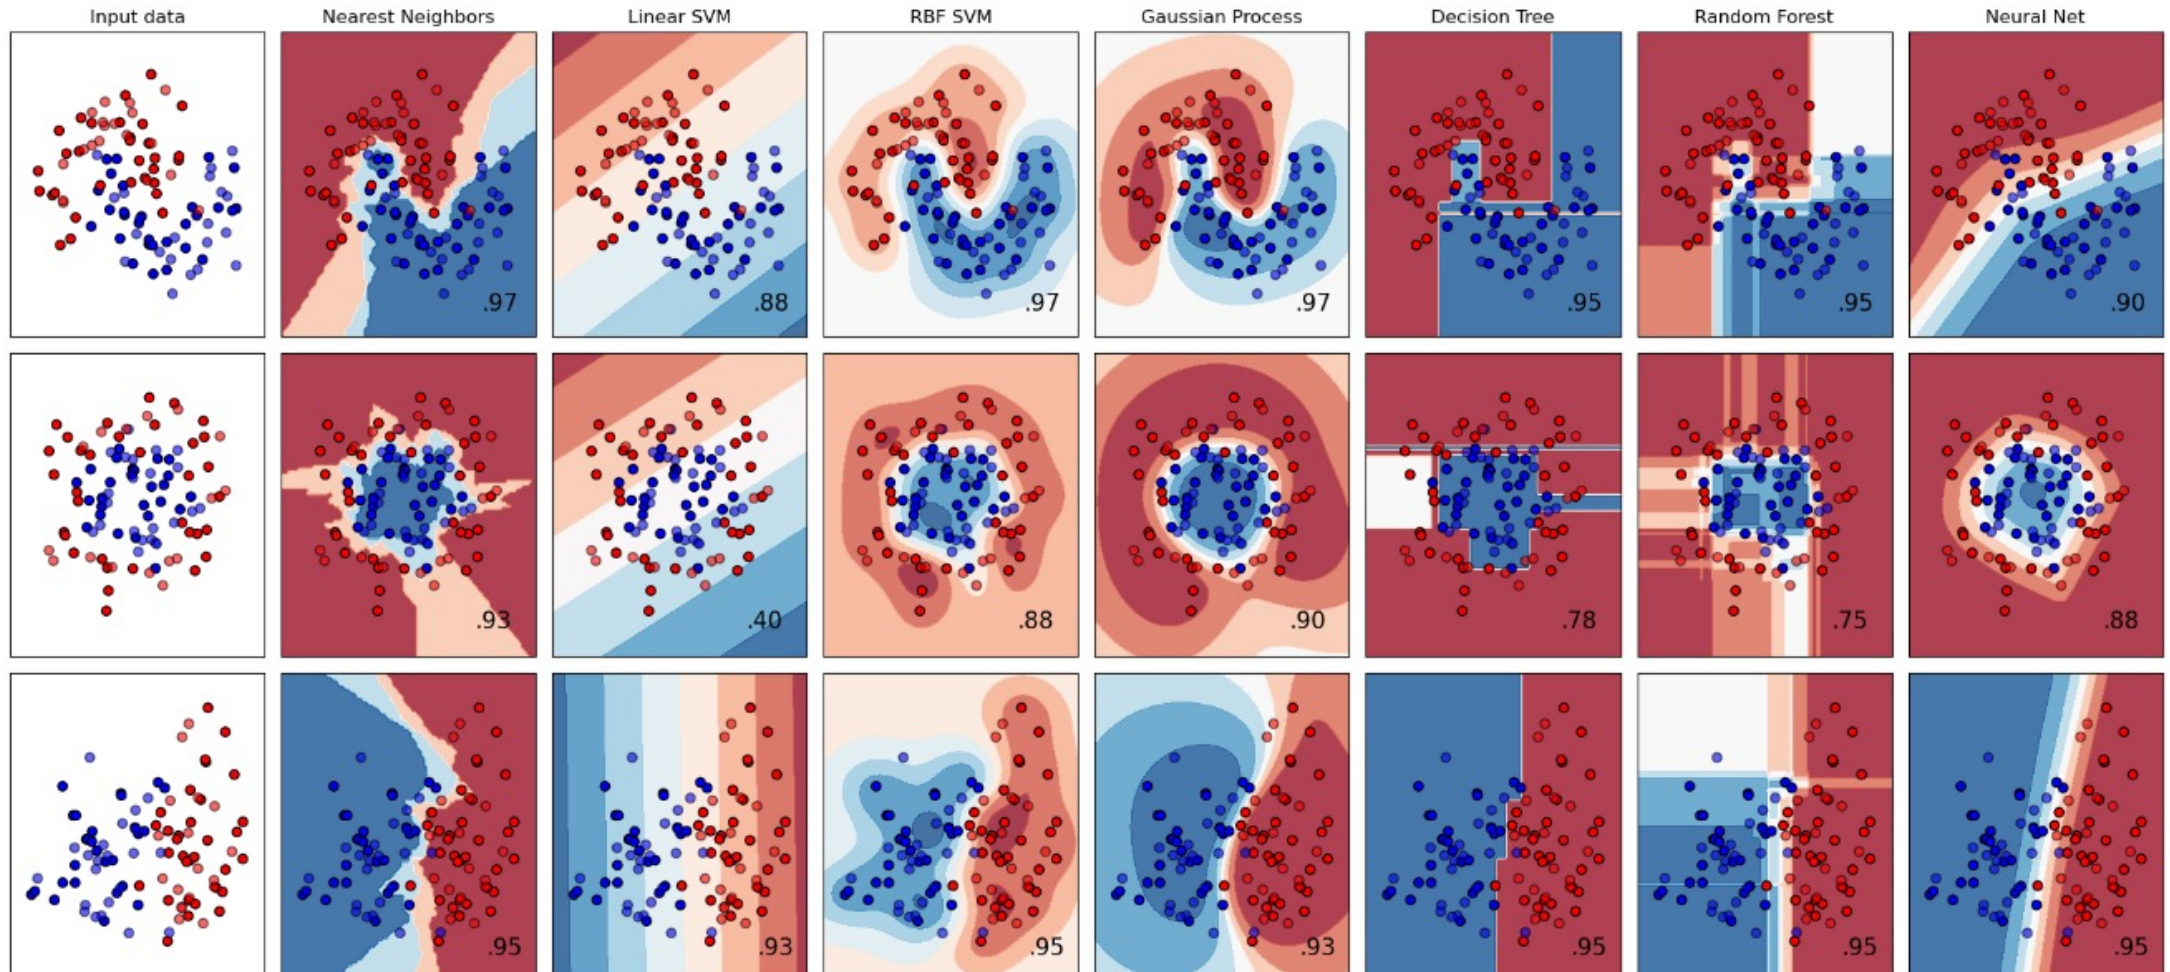 Input data Nearest Neighbors Linear SVM RBF SVM Gaussian Process Decision Tree Random Forest Neural Net
.97 .88 .97 .97 .95 .95 .90
.93 .40 .88 .90 .78 .75 .88
.95 .93 .95 .93 .95 .95 .95